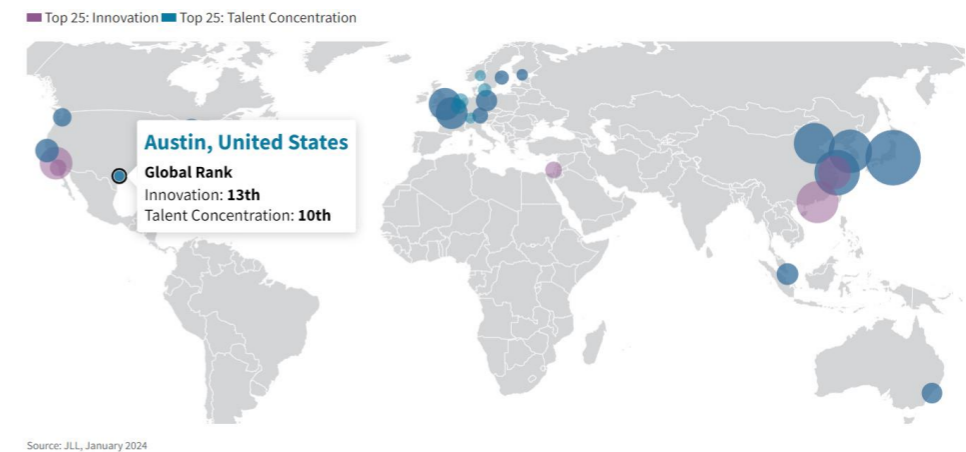 Top 25: Innovation Top 25: Talent Concentration
Austin, United States
Global Rank
Innovation: 13th
Talent Concentration: 10th
Source: JLL, January 2024